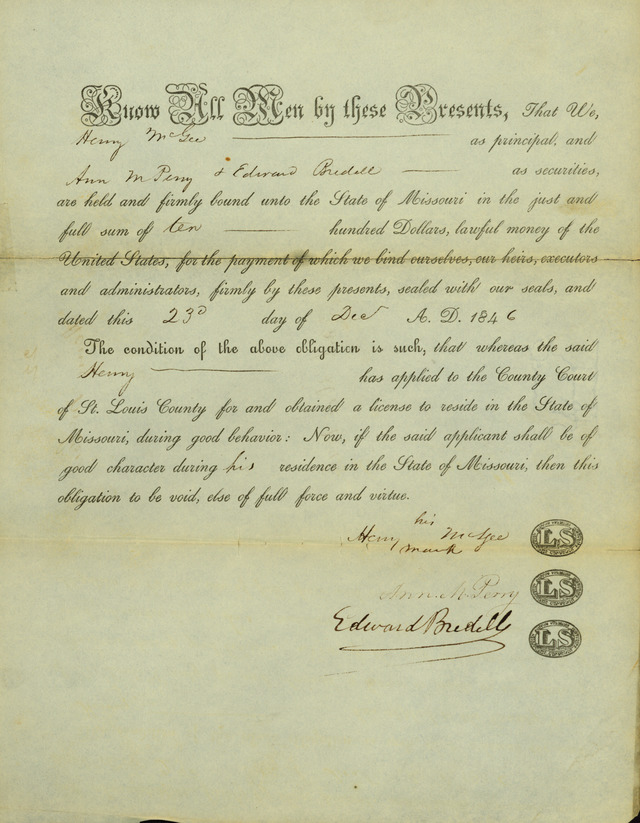 Know All Men by these Presents, That We,
Henry McGee as principal, and
Ann M Perry & Edward Bredell as securities,
are held and firmly bound unto the State of Missouri in the just and
full sum of ten hundred Dollars, lawful money of the
United States, for the payment of which we bind ourselves, our heirs, executors
and administrators, firmly by these presents, sealed with our seals, and
dated this 23d day of Dec A. D. 1846
The condition of the above obligation is such, that whereas the said
Henry has applied to the County Court
of St. Louis County for and obtained a license to reside in the State of
Missouri, during good behavior: Now, if the said applicant shall be of
good character during his residence in the State of Missouri, then this
obligation to be void, else of full force and virtue.
his
Henry McGee LS
mark
Ann. M. Perry LS
Edward Bredell LS